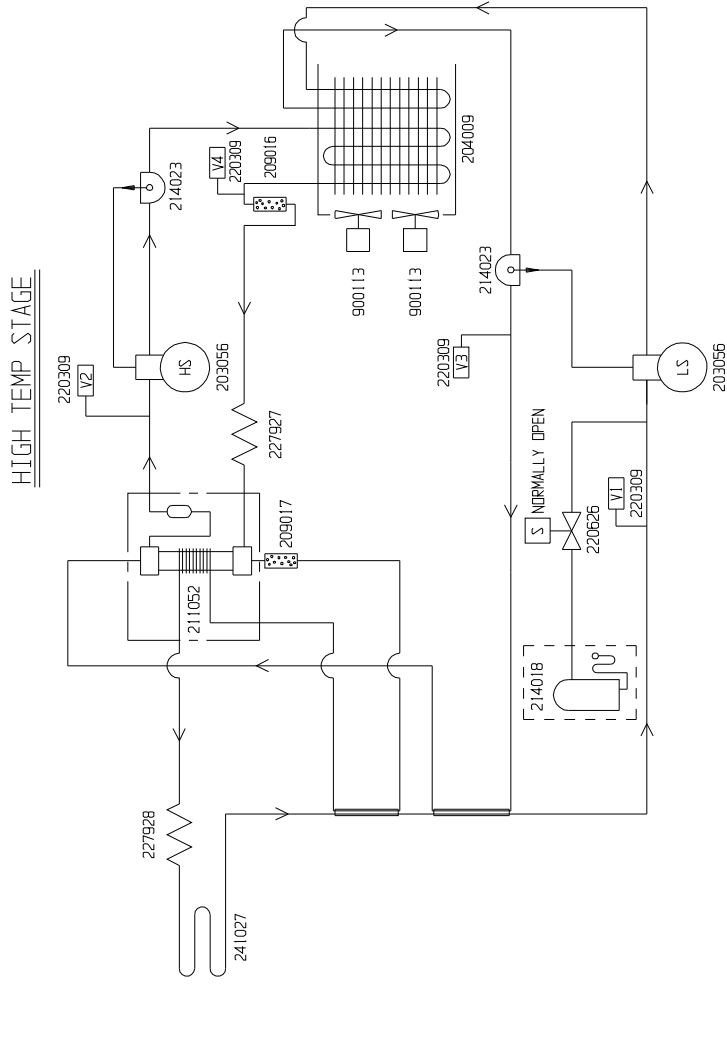 HIGH TEMP STAGE
220309
V2
HS
203056
214023
V4
220309
209016
227927
209017
211052
227928
241027
204009
900113
900113
214023
220309
V3
S
NORMALLY OPEN
220626
V1
220309
214018
LS
203056